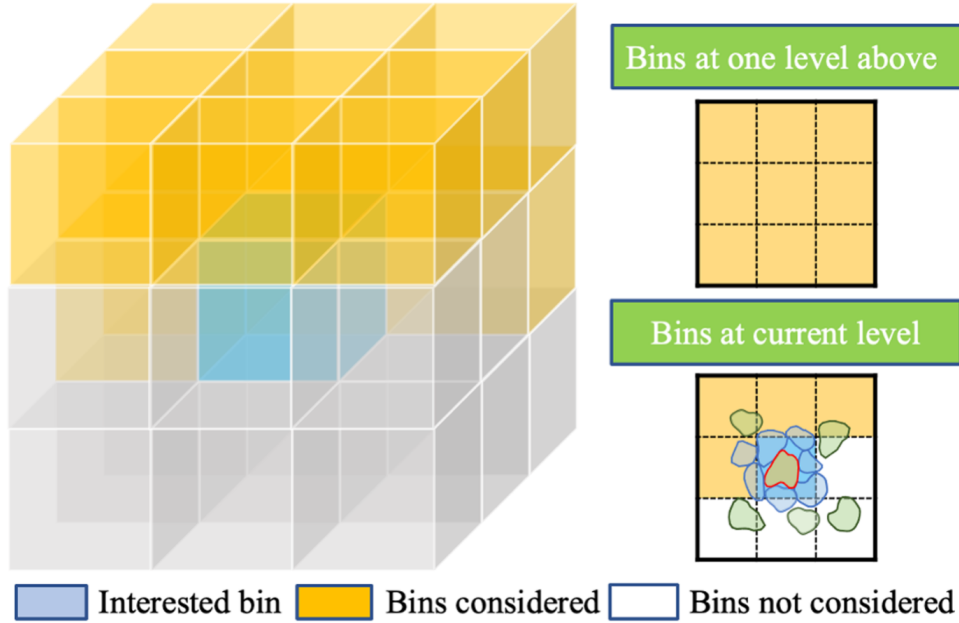 Bins at one level above
Bins at current level
Interested bin
Bins considered
Bins not considered